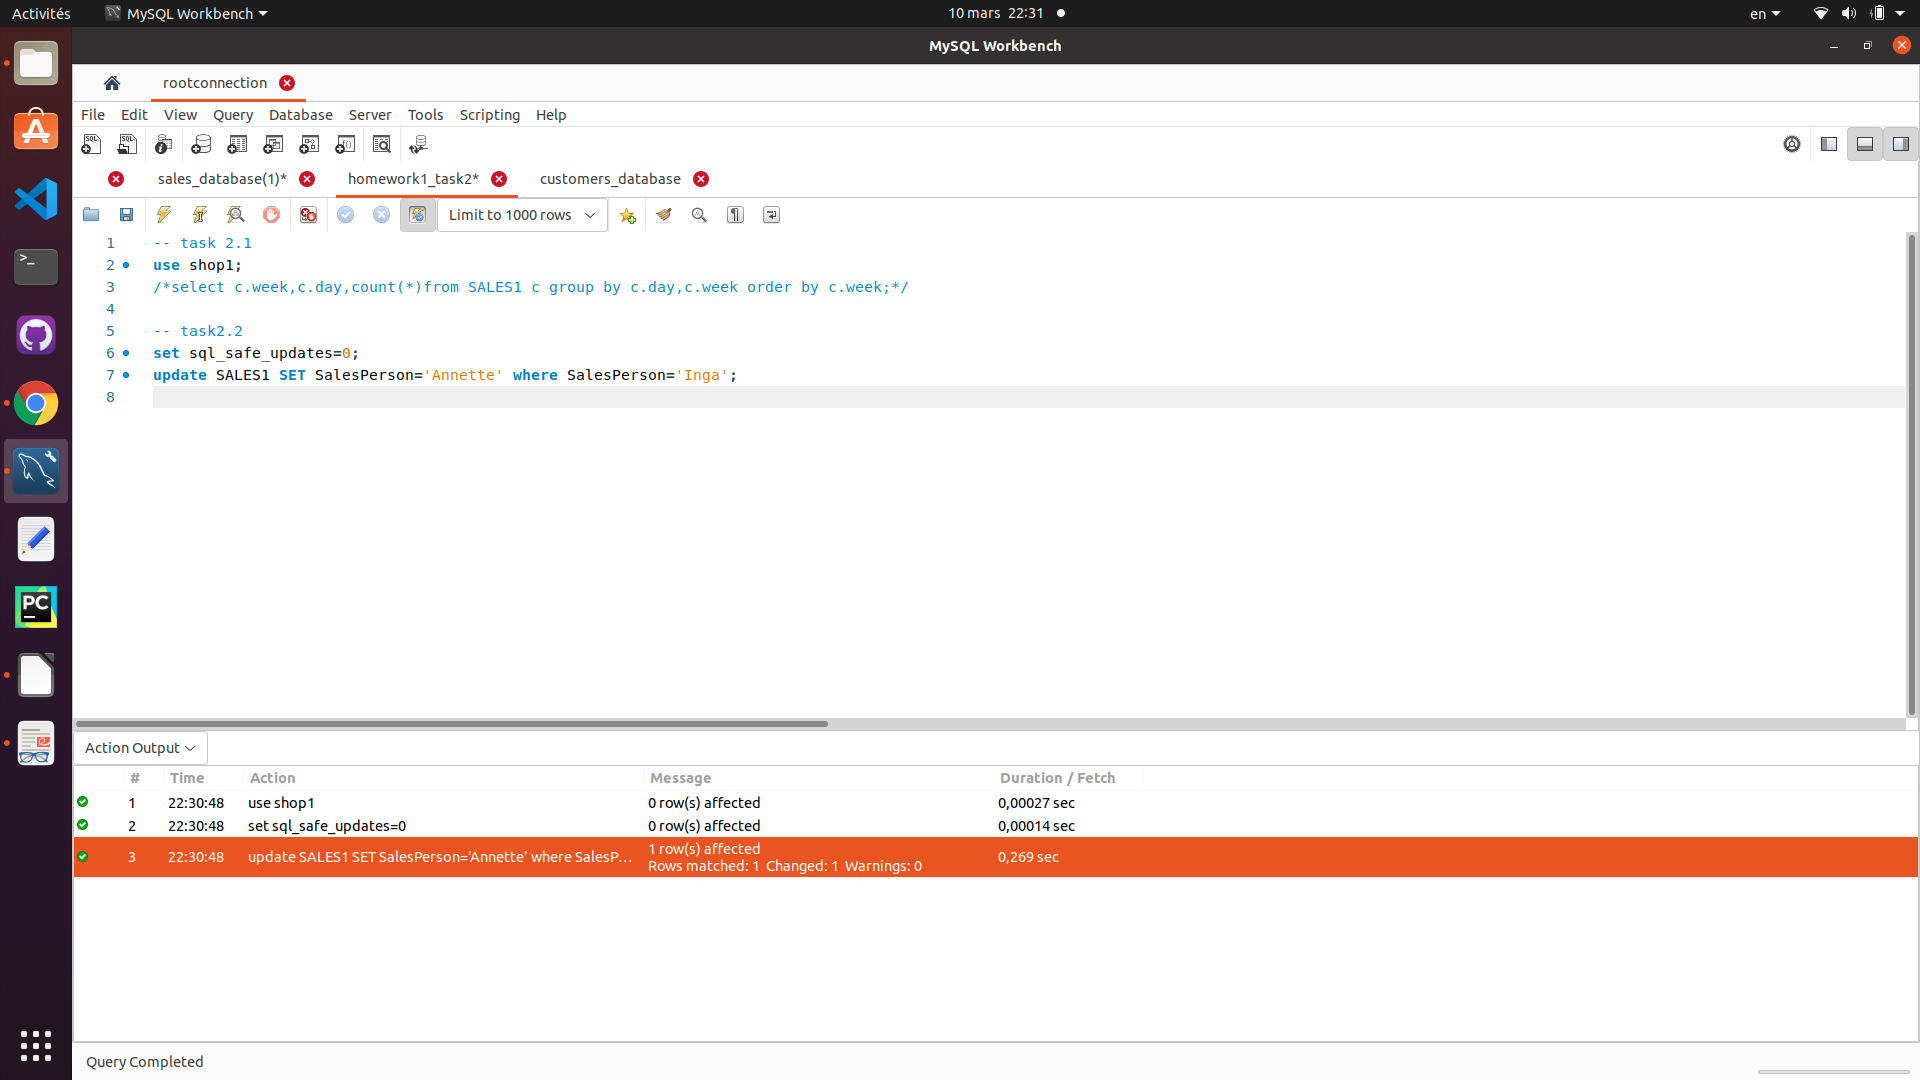 Activités MySQL Workbench 10 mars 22:31 en
MySQL Workbench
rootconnection
File Edit View Query Database Server Tools Scripting Help
sales_database(1)* homework1_task2* customers_database
Limit to 1000 rows
1 -- task 2.1
2 use shop1;
3 /*select c.week,c.day,count(*)from SALES1 c group by c.day,c.week order by c.week;*/
4
5 -- task2.2
6 set sql_safe_updates=0;
7 update SALES1 SET SalesPerson='Annette' where SalesPerson='Inga';
8
Action Output
# Time Action Message Duration / Fetch
1 22:30:48 use shop1 0 row(s) affected 0,00027 sec
2 22:30:48 set sql_safe_updates=0 0 row(s) affected 0,00014 sec
3 22:30:48 update SALES1 SET SalesPerson='Annette' where SalesP... 1 row(s) affected 0,269 sec
Rows matched: 1 Changed: 1 Warnings: 0
Query Completed